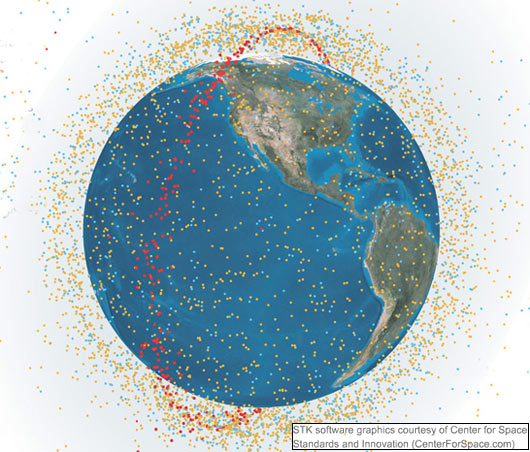 STK software graphics courtesy of Center for Space
Standards and Innovation (CenterForSpace.com)